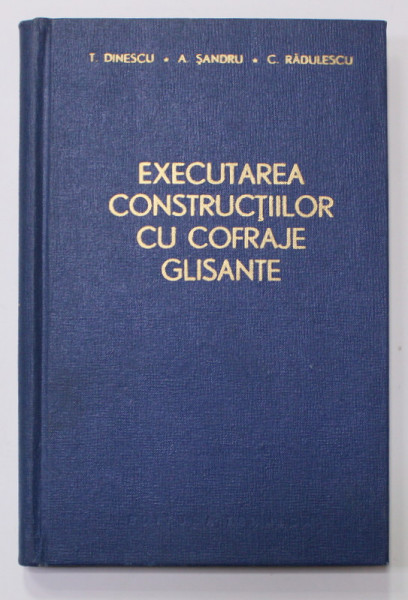 T. DINESCU • A. ŞANDRU • C. RĂDULESCU
EXECUTAREA
CONSTRUCŢIILOR
CU COFRAJE
GLISANTE